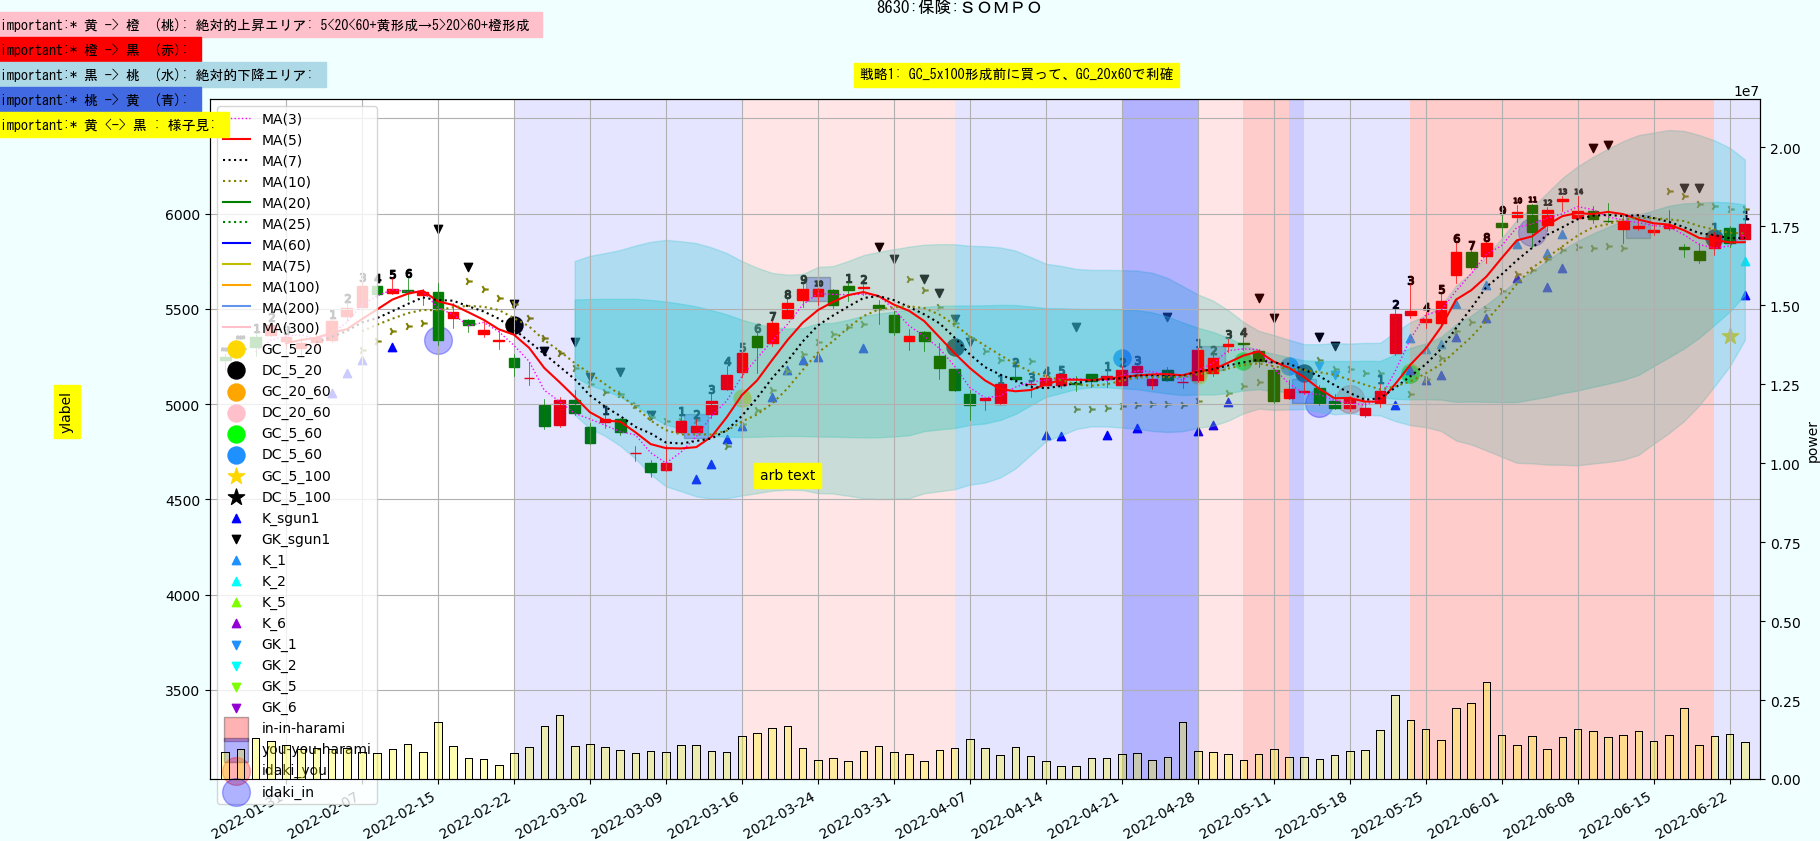 8630:保険:ＳＯＭＰＯ
important:* 黄 -> 橙 (桃): 絶対的上昇エリア: 5<20<60+黄形成→5>20>60+橙形成
important:* 橙 -> 黒 (赤):
important:* 黒 -> 桃 (水): 絶対的下降エリア:
important:* 桃 -> 黄 (青):
important:* 黄 <-> 黒 : 様子見:
戦略1: GC_5x100形成前に買って、GC_20x60で利確
1e7
MA(3)
MA(5)
MA(7)
MA(10)
MA(20)
MA(25)
MA(60)
MA(75)
MA(100)
MA(200)
MA(300)
GC_5_20
DC_5_20
GC_20_60
DC_20_60
GC_5_60
DC_5_60
GC_5_100
DC_5_100
K_sgun1
GK_sgun1
K_1
K_2
K_5
K_6
GK_1
GK_2
GK_5
GK_6
in-in-harami
you-you-harami
idaki_you
idaki_in
ylabel
6000
5500
5000
4500
4000
3500
arb text
2.00
1.75
1.50
1.25
1.00
0.75
0.50
0.25
0.00
power
2022-01-31
2022-02-07
2022-02-15
2022-02-22
2022-03-02
2022-03-09
2022-03-16
2022-03-24
2022-03-31
2022-04-07
2022-04-14
2022-04-21
2022-04-28
2022-05-11
2022-05-18
2022-05-25
2022-06-01
2022-06-08
2022-06-15
2022-06-22